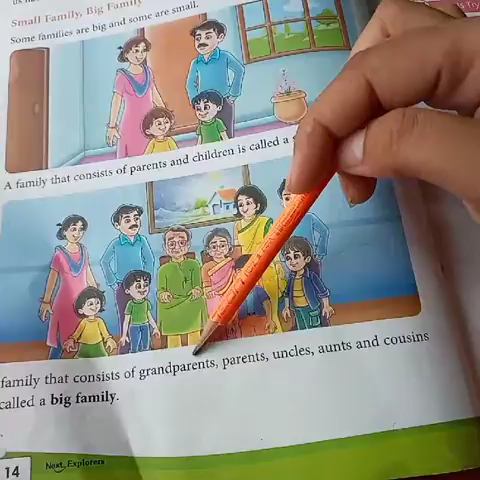 Small Family, Big Family
Some families are big and some are small.
A family that consists of parents and children is called a
family that consists of grandparents, parents, uncles, aunts and cousins
called a big family.
14
Next Explorers